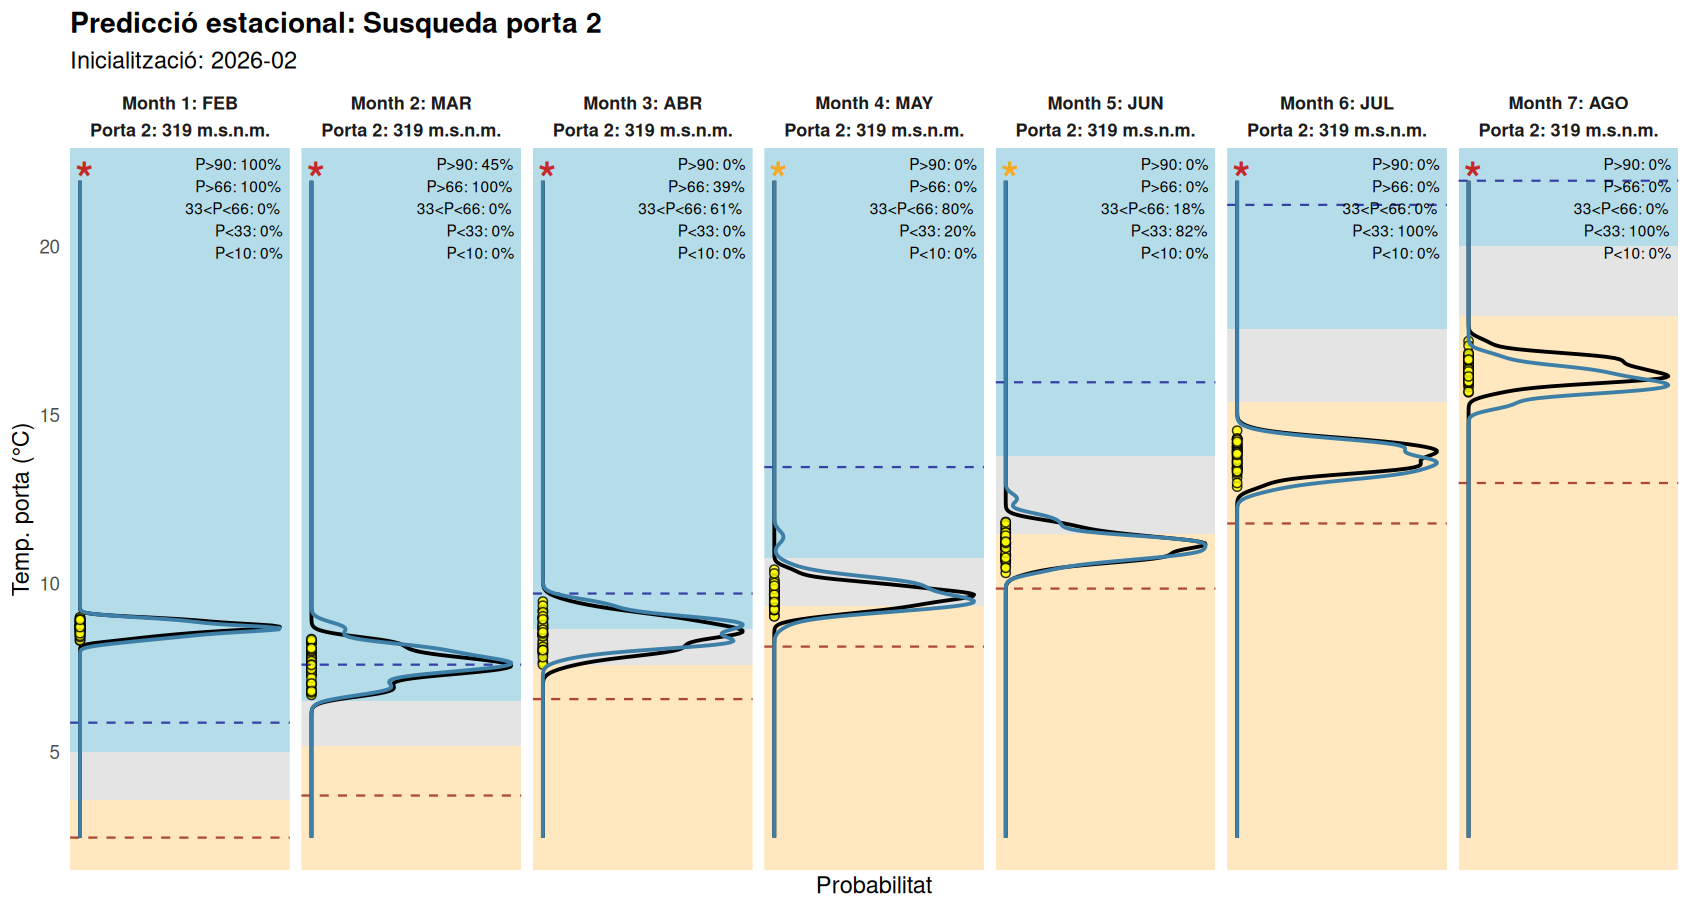 Predicció estacional: Susqueda porta 2
Inicialització: 2026-02
Month 1: FEB
Porta 2: 319 m.s.n.m.
Month 2: MAR
Porta 2: 319 m.s.n.m.
Month 3: ABR
Porta 2: 319 m.s.n.m.
Month 4: MAY
Porta 2: 319 m.s.n.m.
Month 5: JUN
Porta 2: 319 m.s.n.m.
Month 6: JUL
Porta 2: 319 m.s.n.m.
Month 7: AGO
Porta 2: 319 m.s.n.m.
*
P>90: 100%
P>66: 100%
33<P<66: 0%
P<33: 0%
P<10: 0%
*
P>90: 45%
P>66: 100%
33<P<66: 0%
P<33: 0%
P<10: 0%
*
P>90: 0%
P>66: 39%
33<P<66: 61%
P<33: 0%
P<10: 0%
*
P>90: 0%
P>66: 0%
33<P<66: 80%
P<33: 20%
P<10: 0%
*
P>90: 0%
P>66: 0%
33<P<66: 18%
P<33: 82%
P<10: 0%
*
P>90: 0%
P>66: 0%
33<P<66: 0%
P<33: 100%
P<10: 0%
*
P>90: 0%
P>66: 0%
33<P<66: 0%
P<33: 100%
P<10: 0%
Temp. porta (°C)
20
15
10
5
Probabilitat